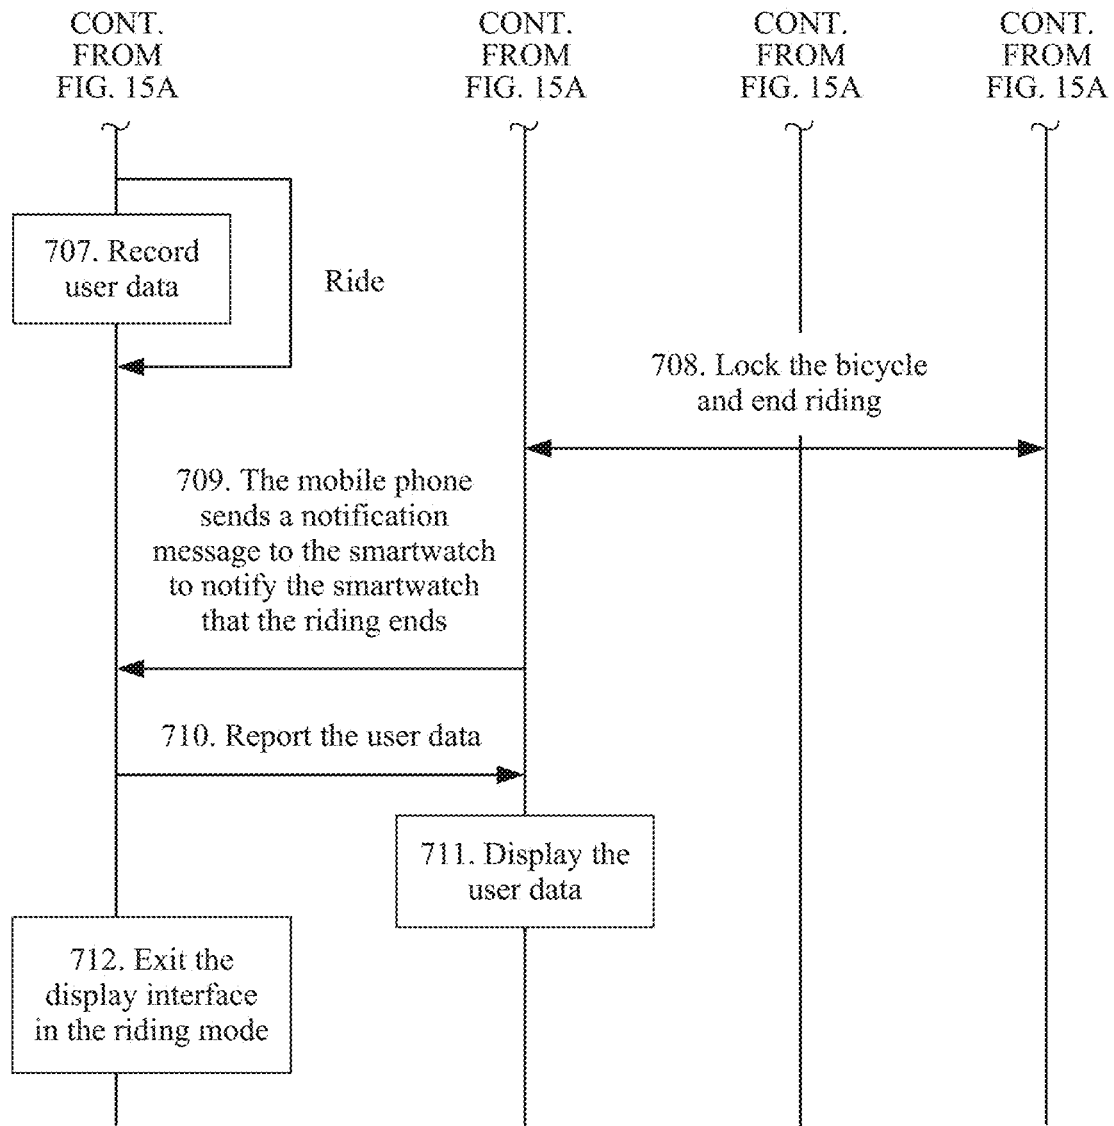 CONT.
FROM
FIG. 15A
CONT.
FROM
FIG. 15A
CONT.
FROM
FIG. 15A
CONT.
FROM
FIG. 15A
707. Record
user data
Ride
708. Lock the bicycle
and end riding
709. The mobile phone
sends a notification
message to the smartwatch
to notify the smartwatch
that the riding ends
710. Report the user data
711. Display the
user data
712. Exit the
display interface
in the riding mode